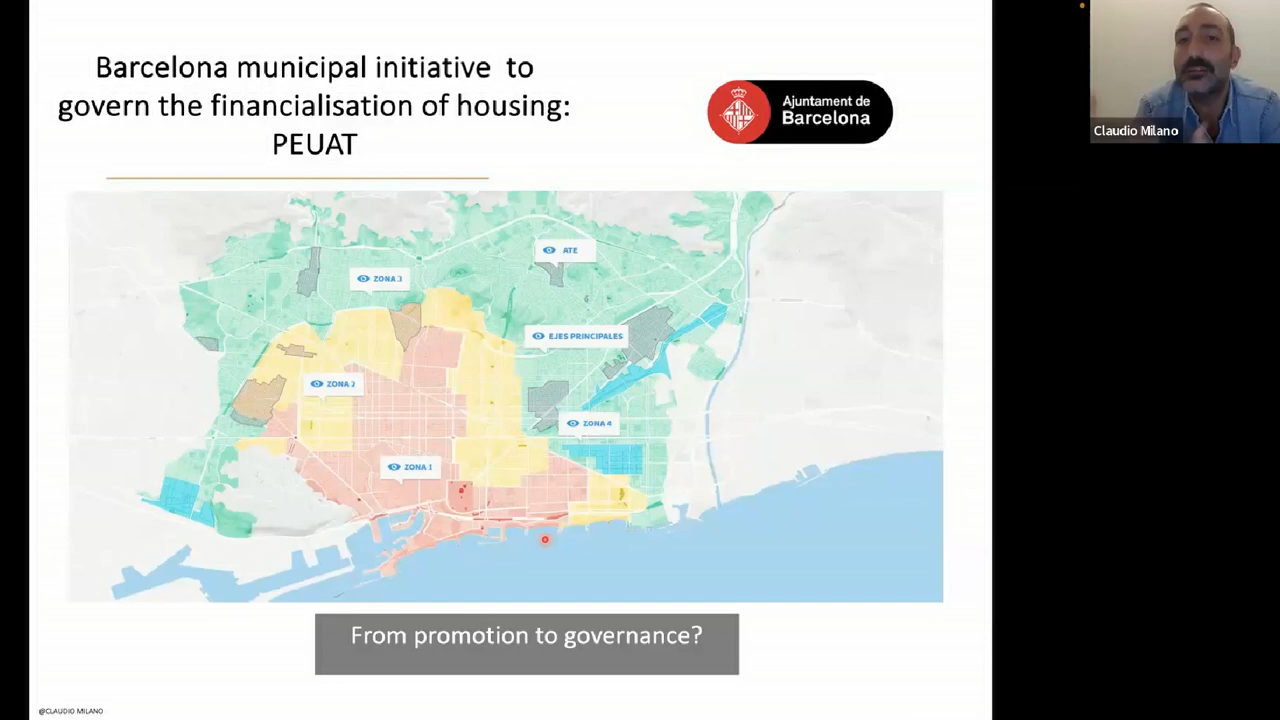 Barcelona municipal initiative to
govern the financialisation of housing:
PEUAT
Ajuntament de
Barcelona
Claudio Milano
ATE
ZONA 3
EJES PRINCIPALES
ZONA 2
ZONA 4
ZONA 1
From promotion to governance?
@CLAUDIO MILANO